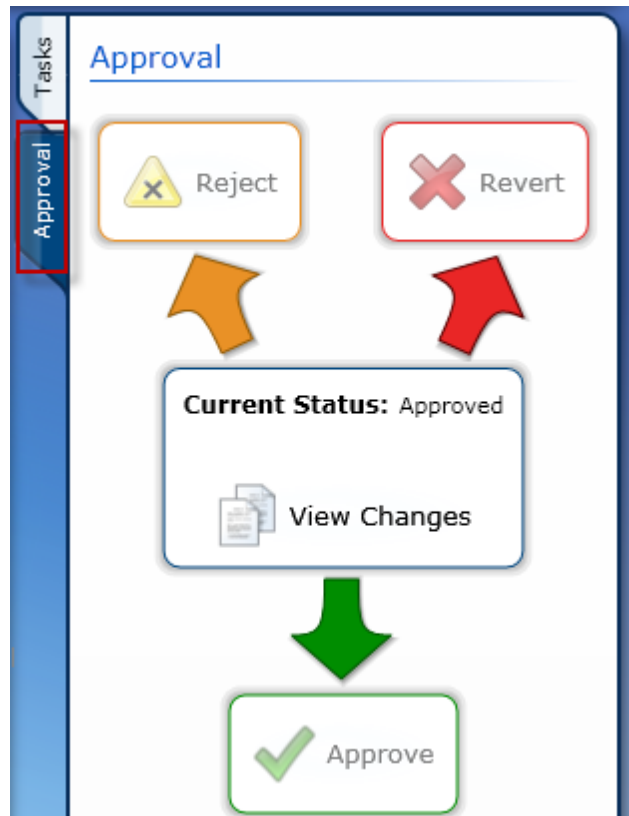 Tasks
Approval
Approval
Reject
Revert
Current Status: Approved
View Changes
Approve